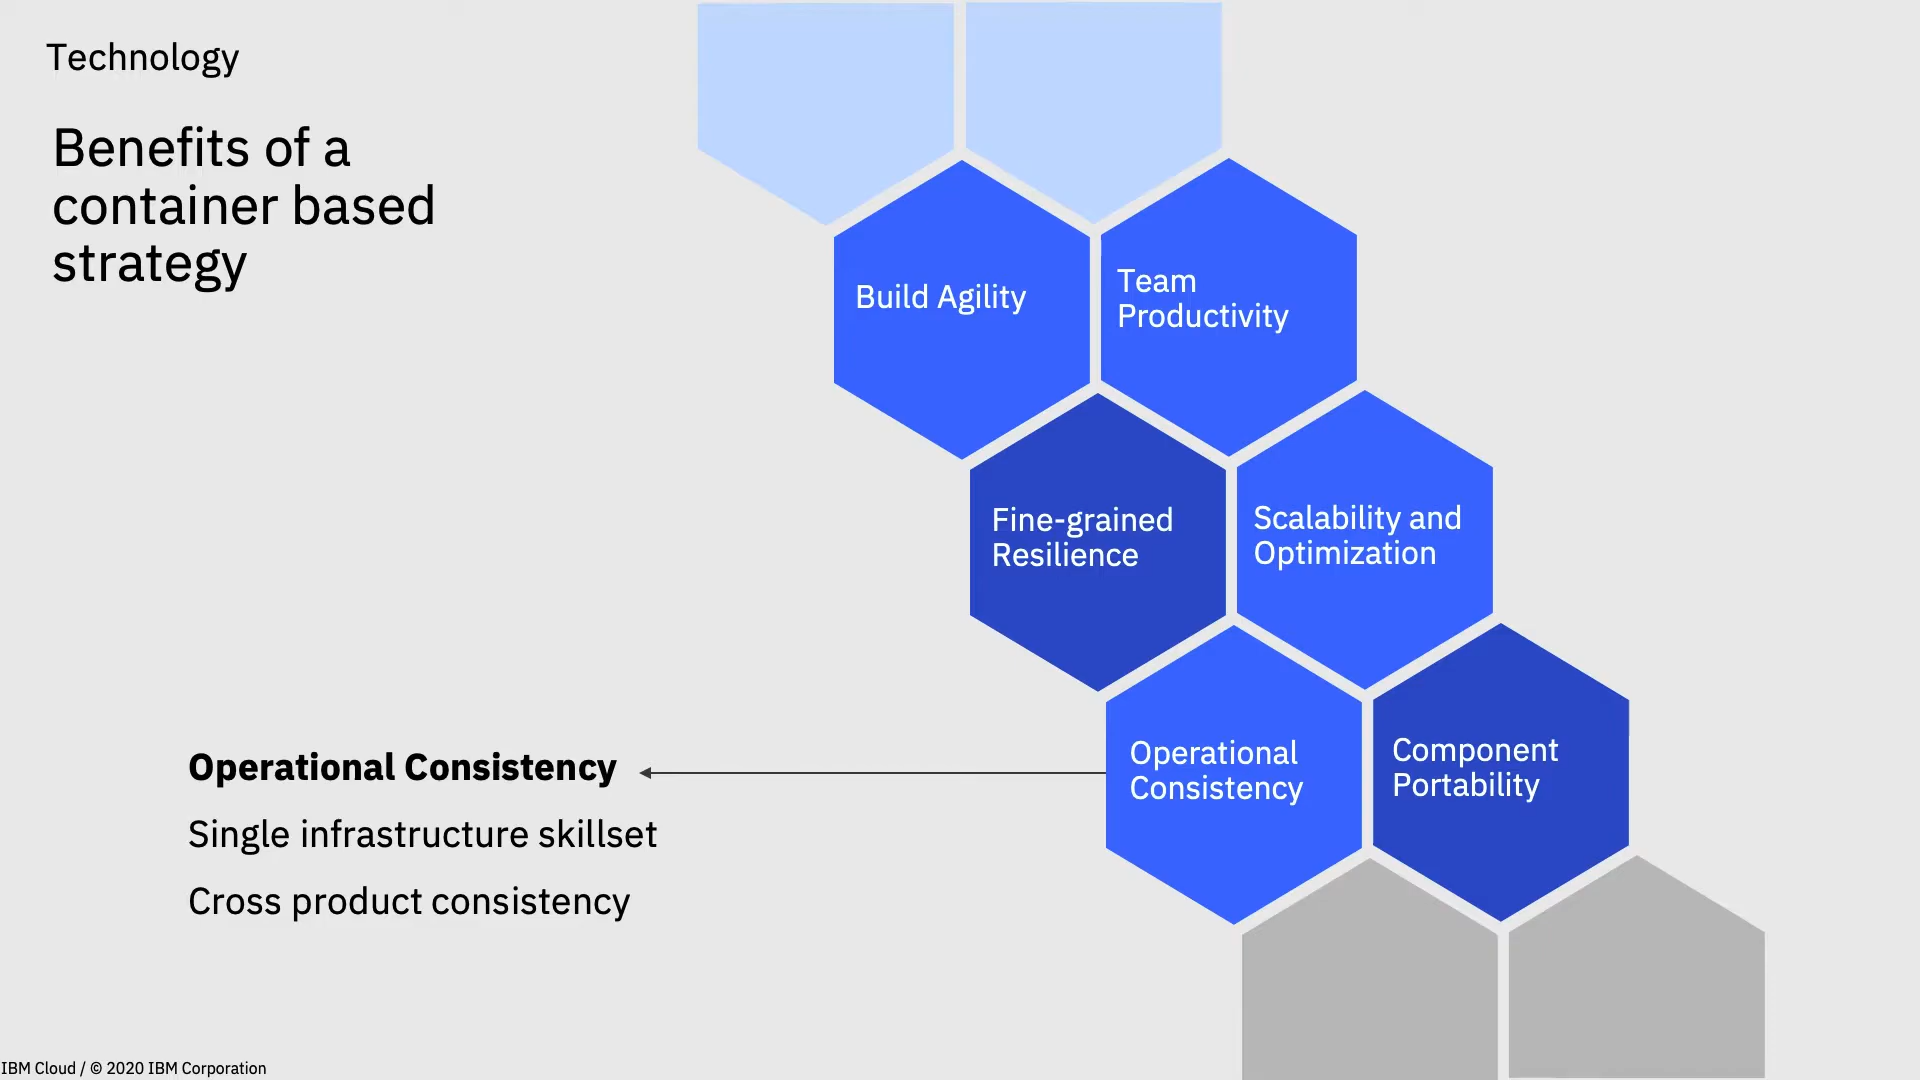 Technology
Benefits of a
container based
strategy
Build Agility
Team
Productivity
Fine-grained
Resilience
Scalability and
Optimization
Operational
Consistency
Component
Portability
Operational Consistency
Single infrastructure skillset
Cross product consistency
IBM Cloud / © 2020 IBM Corporation